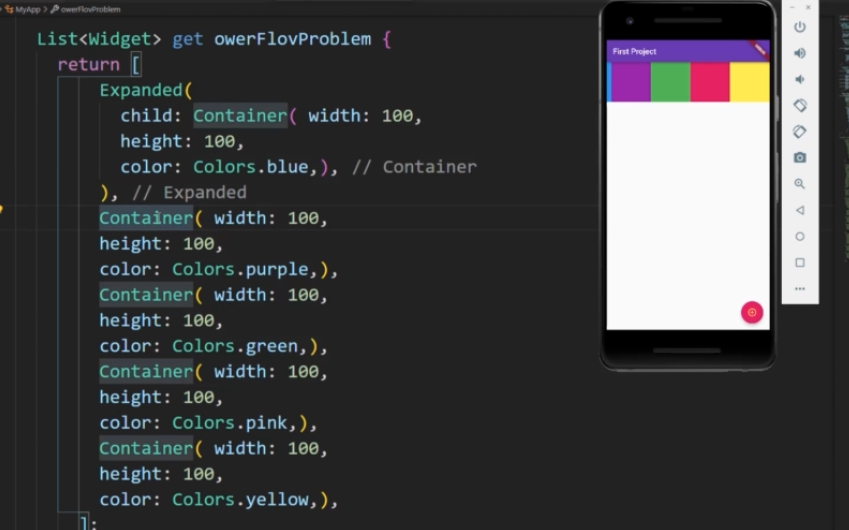 MyApp > owerFlovProblem
List<Widget> get owerFlovProblem {
return [
Expanded(
child: Container( width: 100,
height: 100,
color: Colors.blue,), // Container
), // Expanded
Container( width: 100,
height: 100,
color: Colors.purple,),
Container( width: 100,
height: 100,
color: Colors.green,),
Container( width: 100,
height: 100,
color: Colors.pink,),
Container( width: 100,
height: 100,
color: Colors.yellow,),
];
First Project